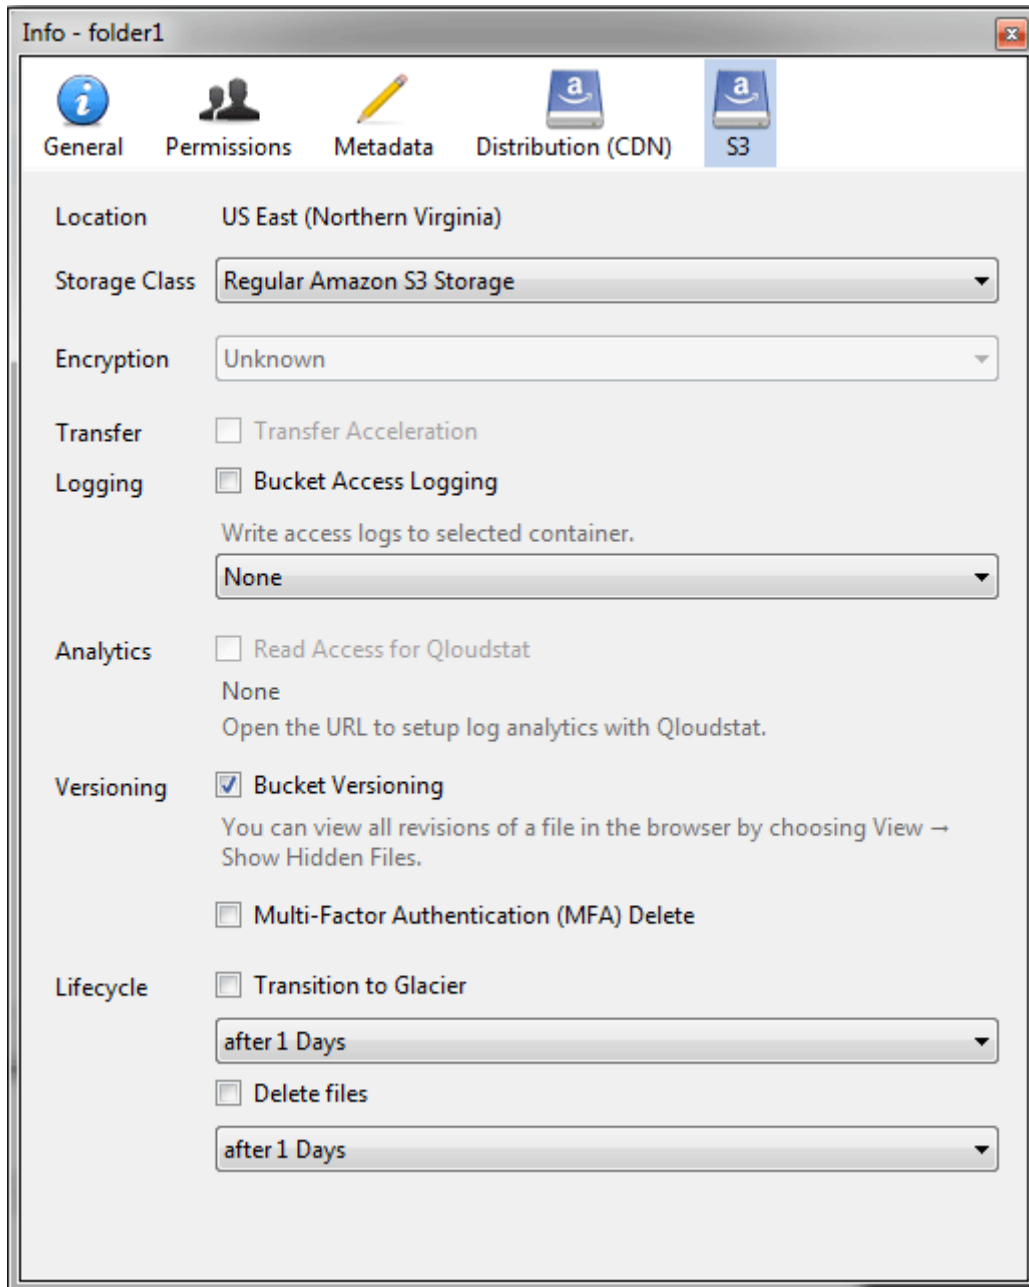 Info - folder1
General Permissions Metadata Distribution (CDN) S3
Location US East (Northern Virginia)
Storage Class Regular Amazon S3 Storage
Encryption Unknown
Transfer Transfer Acceleration
Logging Bucket Access Logging
Write access logs to selected container.
None
Analytics Read Access for Qloudstat
None
Open the URL to setup log analytics with Qloudstat.
Versioning Bucket Versioning
You can view all revisions of a file in the browser by choosing View →
Show Hidden Files.
Multi-Factor Authentication (MFA) Delete
Lifecycle Transition to Glacier
after 1 Days
Delete files
after 1 Days